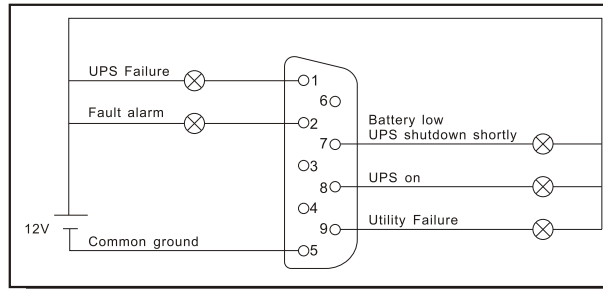 UPS Failure
1
6
Fault alarm
2
Battery low
7
UPS shutdown shortly
3
8
UPS on
4
9
Utility Failure
12V
Common ground
5